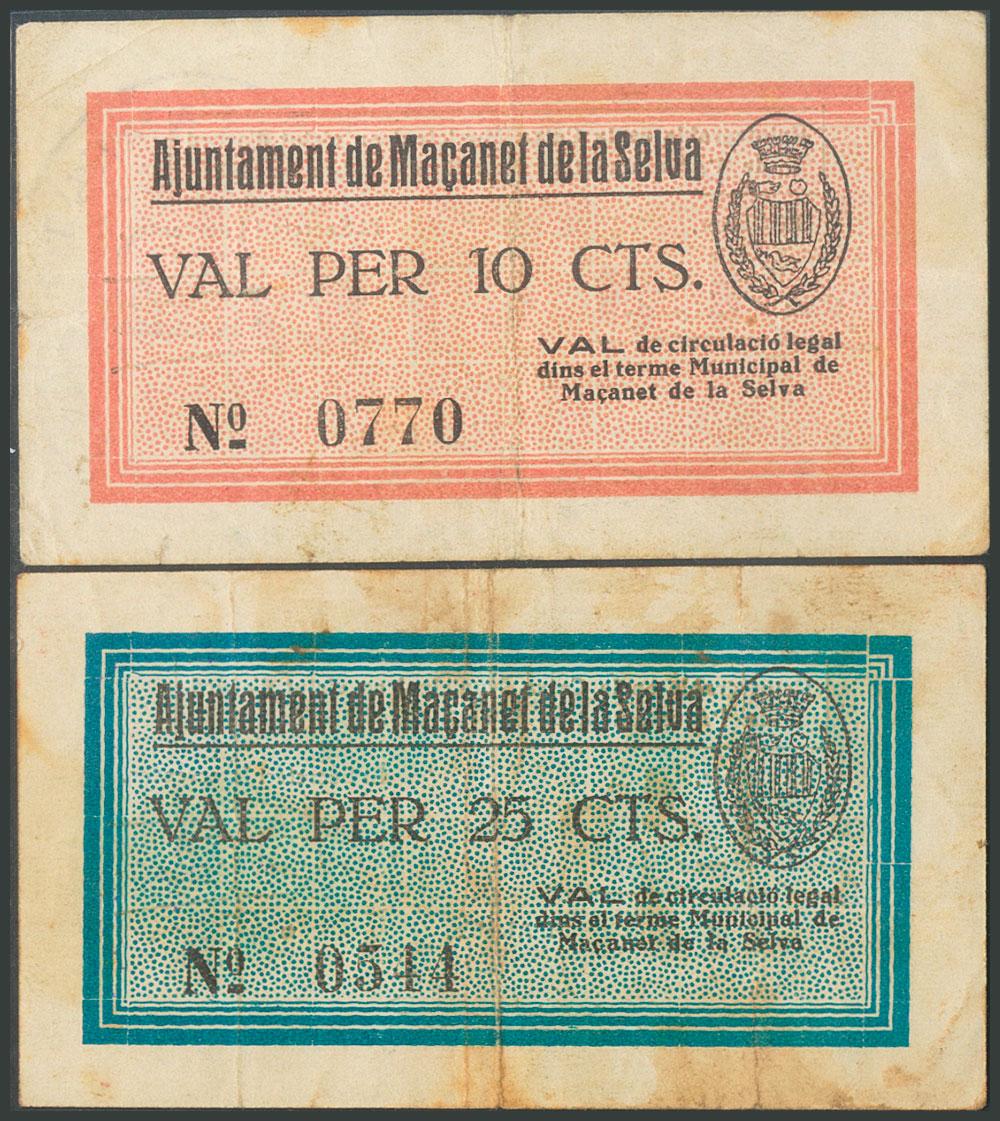 Ajuntament de Maçanet de la Selva
VAL PER 10 CTS.
VAL de circulació legal
dins el terme Municipal de
Maçanet de la Selva
Nº 0770
Ajuntament de Maçanet de la Selva
VAL PER 25 CTS.
VAL de circulació legal
dins el terme Municipal de
Maçanet de la Selva
Nº 0544